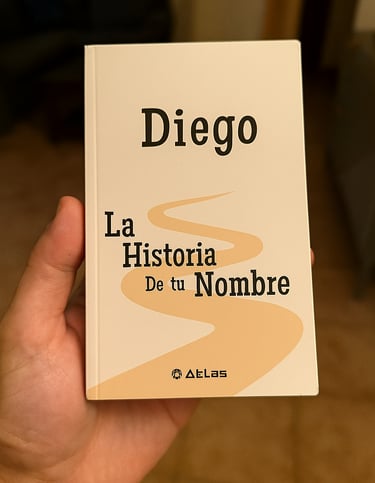 Diego
La
Historia
De tu Nombre
Atlas